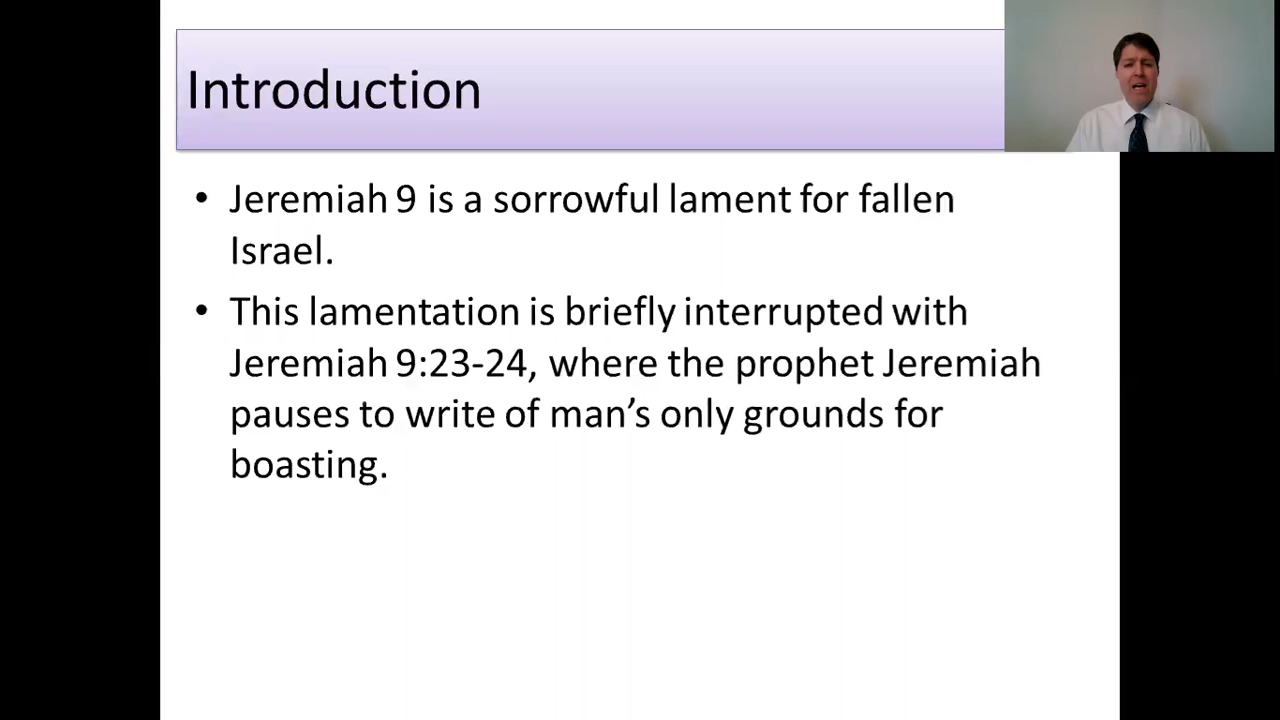 Introduction
• Jeremiah 9 is a sorrowful lament for fallen
Israel.
• This lamentation is briefly interrupted with
Jeremiah 9:23-24, where the prophet Jeremiah
pauses to write of man’s only grounds for
boasting.